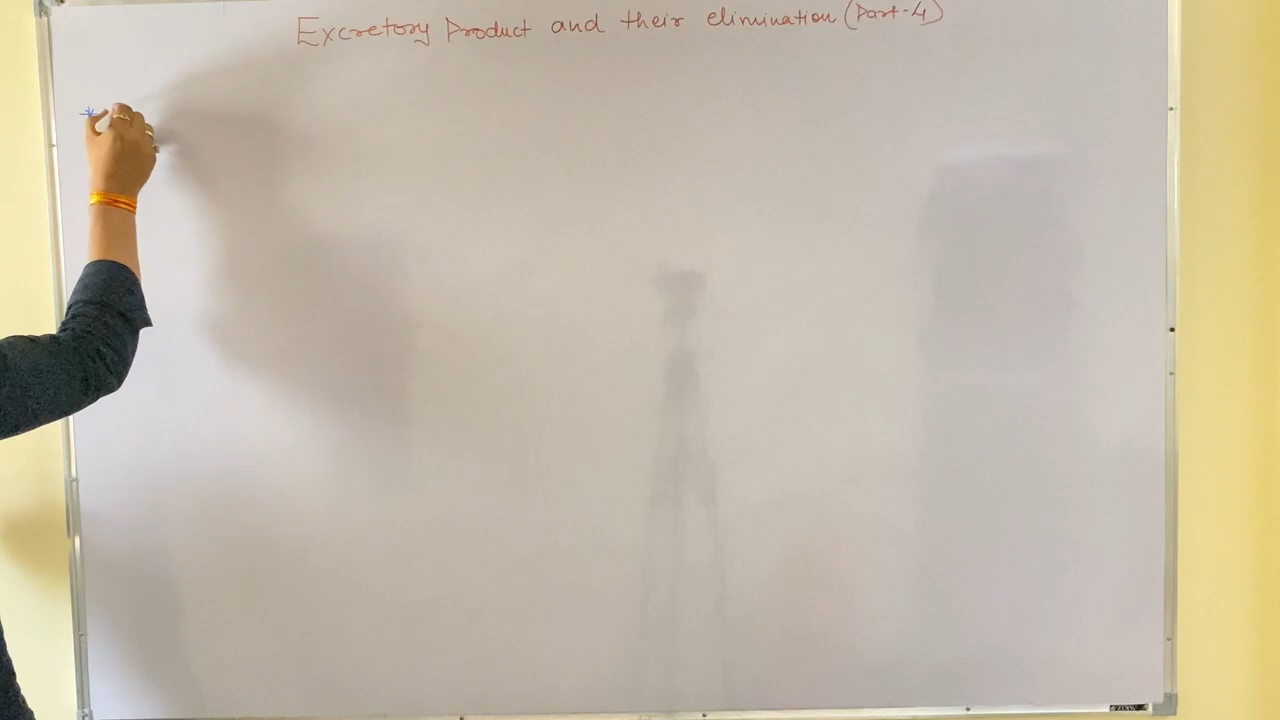 Excretory Product and their elimination (Part-4)
*